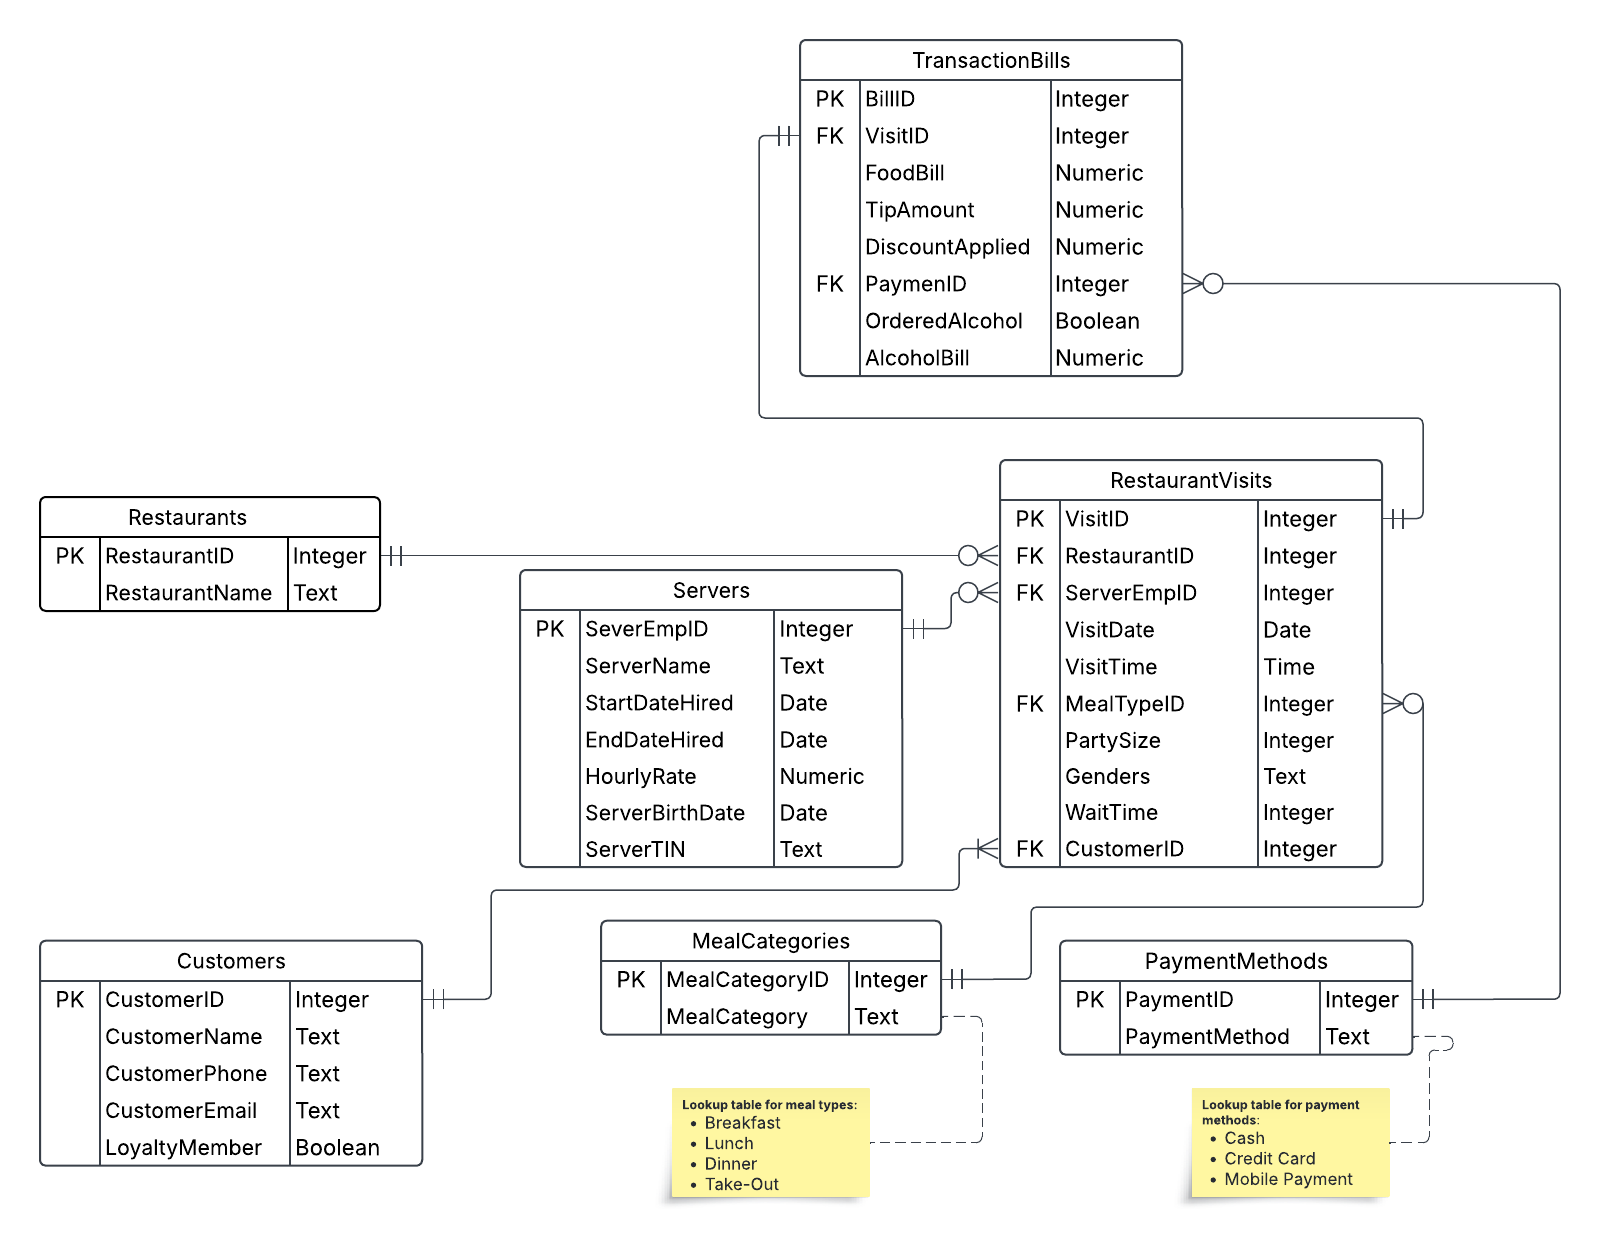 TransactionBills
PK BillID Integer
FK VisitID Integer
FoodBill Numeric
TipAmount Numeric
DiscountApplied Numeric
FK PaymenID Integer
OrderedAlcohol Boolean
AlcoholBill Numeric
RestaurantVisits
PK VisitID Integer
FK RestaurantID Integer
FK ServerEmpID Integer
VisitDate Date
VisitTime Time
FK MealTypeID Integer
PartySize Integer
Genders Text
WaitTime Integer
FK CustomerID Integer
Restaurants
PK RestaurantID Integer
RestaurantName Text
Servers
PK SeverEmpID Integer
ServerName Text
StartDateHired Date
EndDateHired Date
HourlyRate Numeric
ServerBirthDate Date
ServerTIN Text
Customers
PK CustomerID Integer
CustomerName Text
CustomerPhone Text
CustomerEmail Text
LoyaltyMember Boolean
MealCategories
PK MealCategoryID Integer
MealCategory Text
PaymentMethods
PK PaymentID Integer
PaymentMethod Text
Lookup table for meal types:
• Breakfast
• Lunch
• Dinner
• Take-Out
Lookup table for payment
methods:
• Cash
• Credit Card
• Mobile Payment